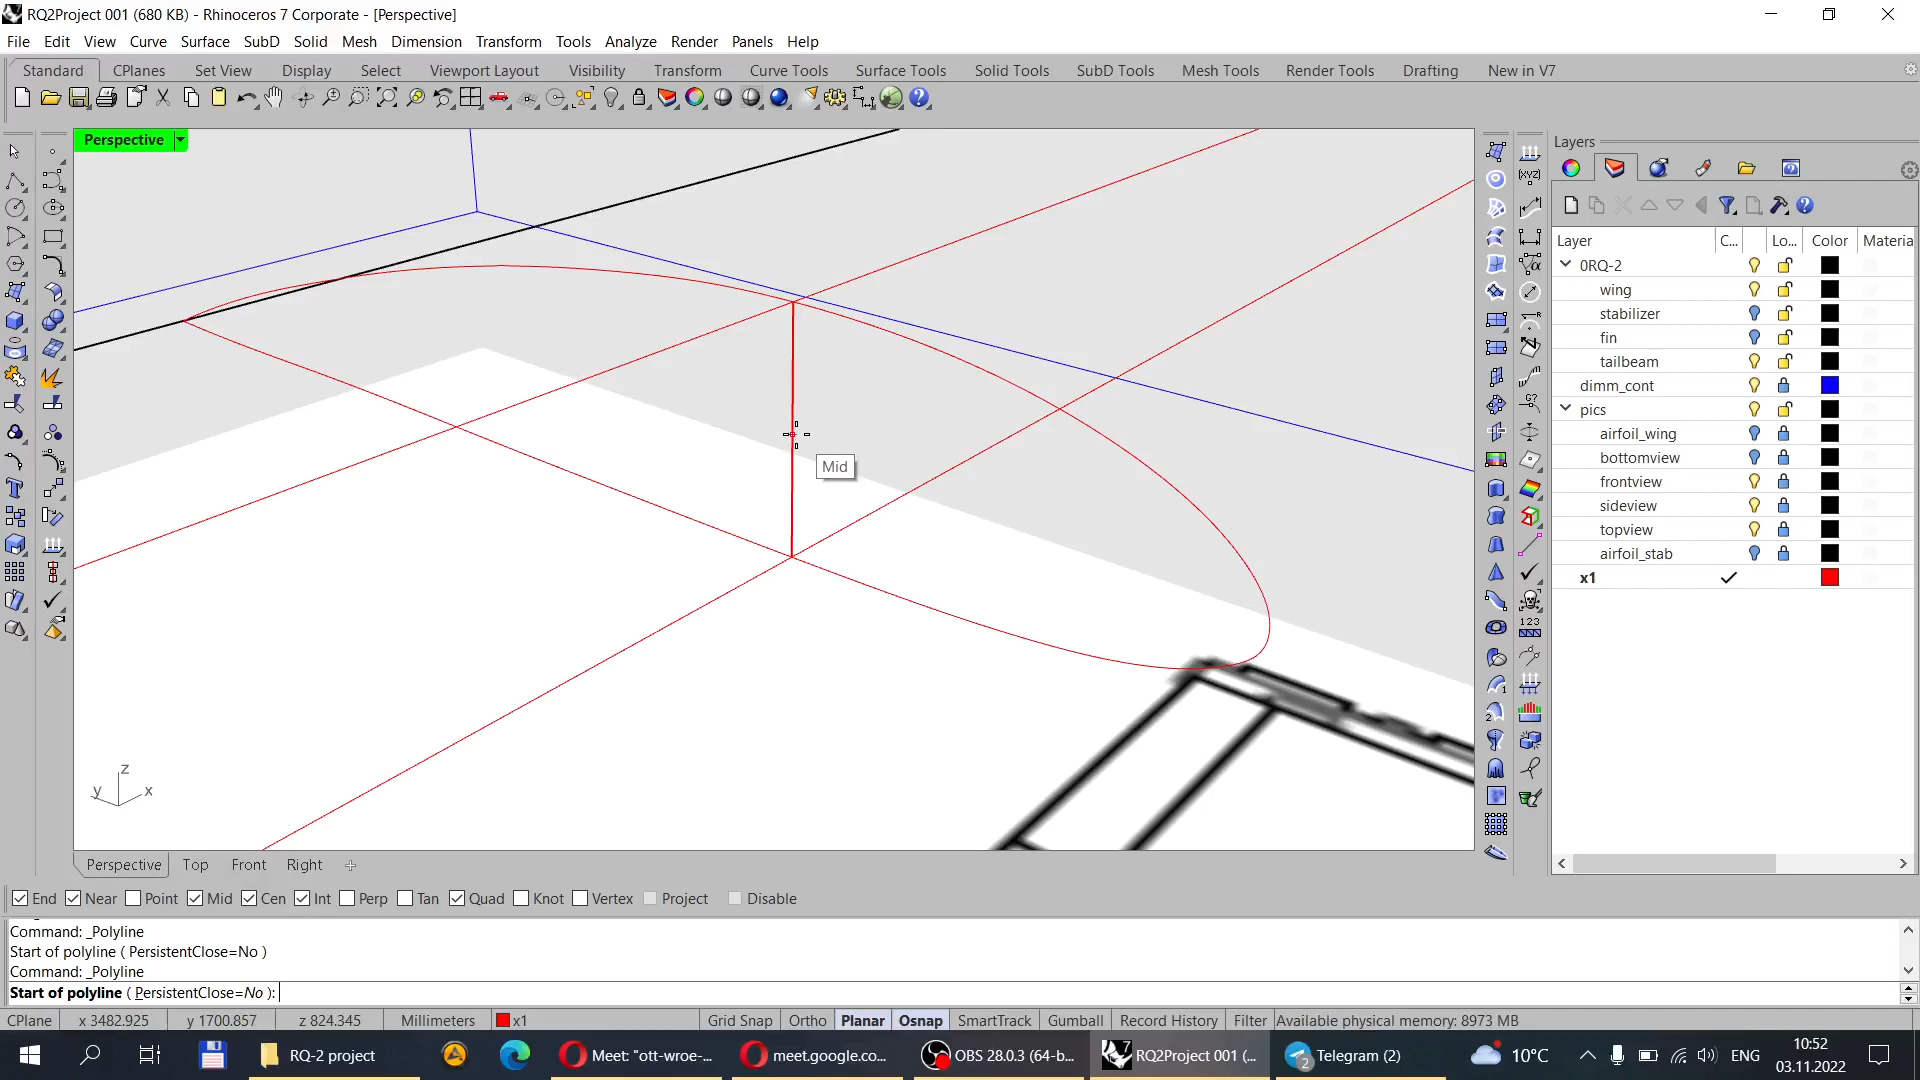 RQ2Project 001 (680 KB) - Rhinoceros 7 Corporate - [Perspective]
File Edit View Curve Surface SubD Solid Mesh Dimension Transform Tools Analyze Render Panels Help
Standard CPlanes Set View Display Select Viewport Layout Visibility Transform Curve Tools Surface Tools Solid Tools SubD Tools Mesh Tools Render Tools Drafting New in V7
Perspective
Mid
z
y
x
Layers
Layer C... Lo... Color Materia
0RQ-2
wing
stabilizer
fin
tailbeam
dimm_cont
pics
airfoil_wing
bottomview
frontview
sideview
topview
airfoil_stab
x1
Perspective Top Front Right
End Near Point Mid Cen Int Perp Tan Quad Knot Vertex Project Disable
Command: _Polyline
Start of polyline ( PersistentClose=No )
Command: _Polyline
Start of polyline ( PersistentClose=No ):
CPlane x 3482.925 y 1700.857 z 824.345 Millimeters x1 Grid Snap Ortho Planar Osnap SmartTrack Gumball Record History Filter Available physical memory: 8973 MB
RQ-2 project Meet: "ott-wroe-... meet.google.co... OBS 28.0.3 (64-b... RQ2Project 001 (... Telegram (2) 10°C ENG 10:52
03.11.2022